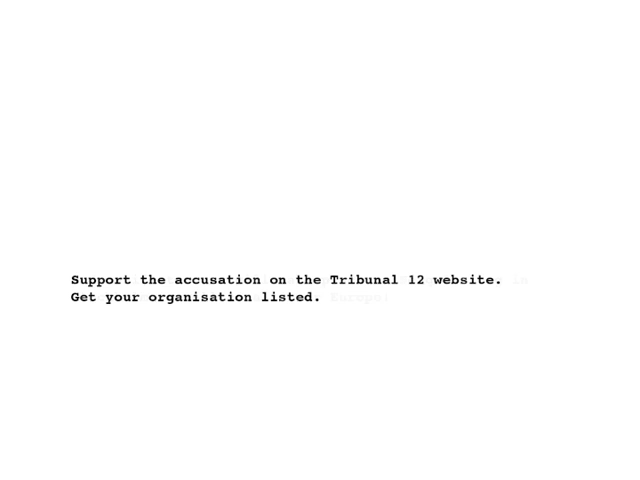 Support the accusation on the Tribunal 12 website.
Get your organisation listed.